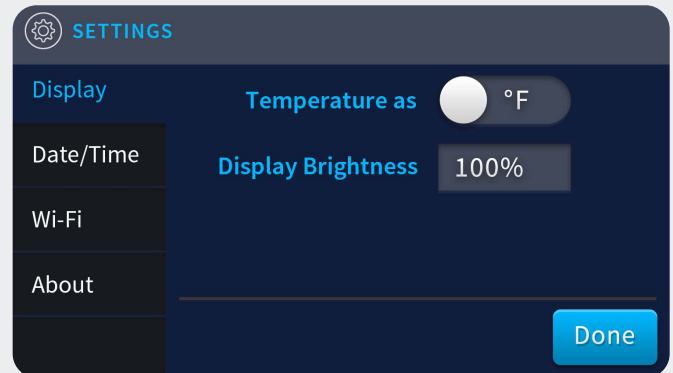 SETTINGS
Display
Temperature as °F
Date/Time
Display Brightness 100%
Wi-Fi
About
Done